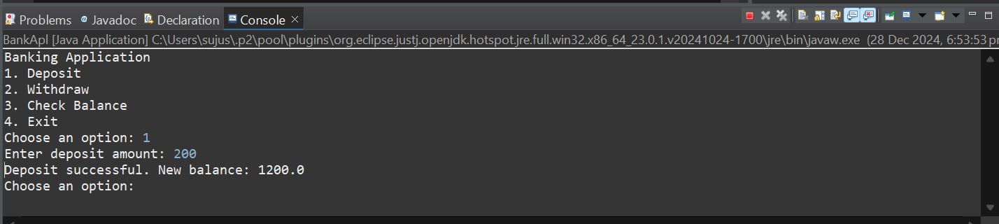 Problems @ Javadoc Declaration Console
BankApl [Java Application] C:\Users\sujus\.p2\pool\plugins\org.eclipse.justj.openjdk.hotspot.jre.full.win32.x86_64_23.0.1.v20241024-1700\jre\bin\javaw.exe (28 Dec 2024, 6:53:53 pr
Banking Application
1. Deposit
2. Withdraw
3. Check Balance
4. Exit
Choose an option: 1
Enter deposit amount: 200
Deposit successful. New balance: 1200.0
Choose an option: